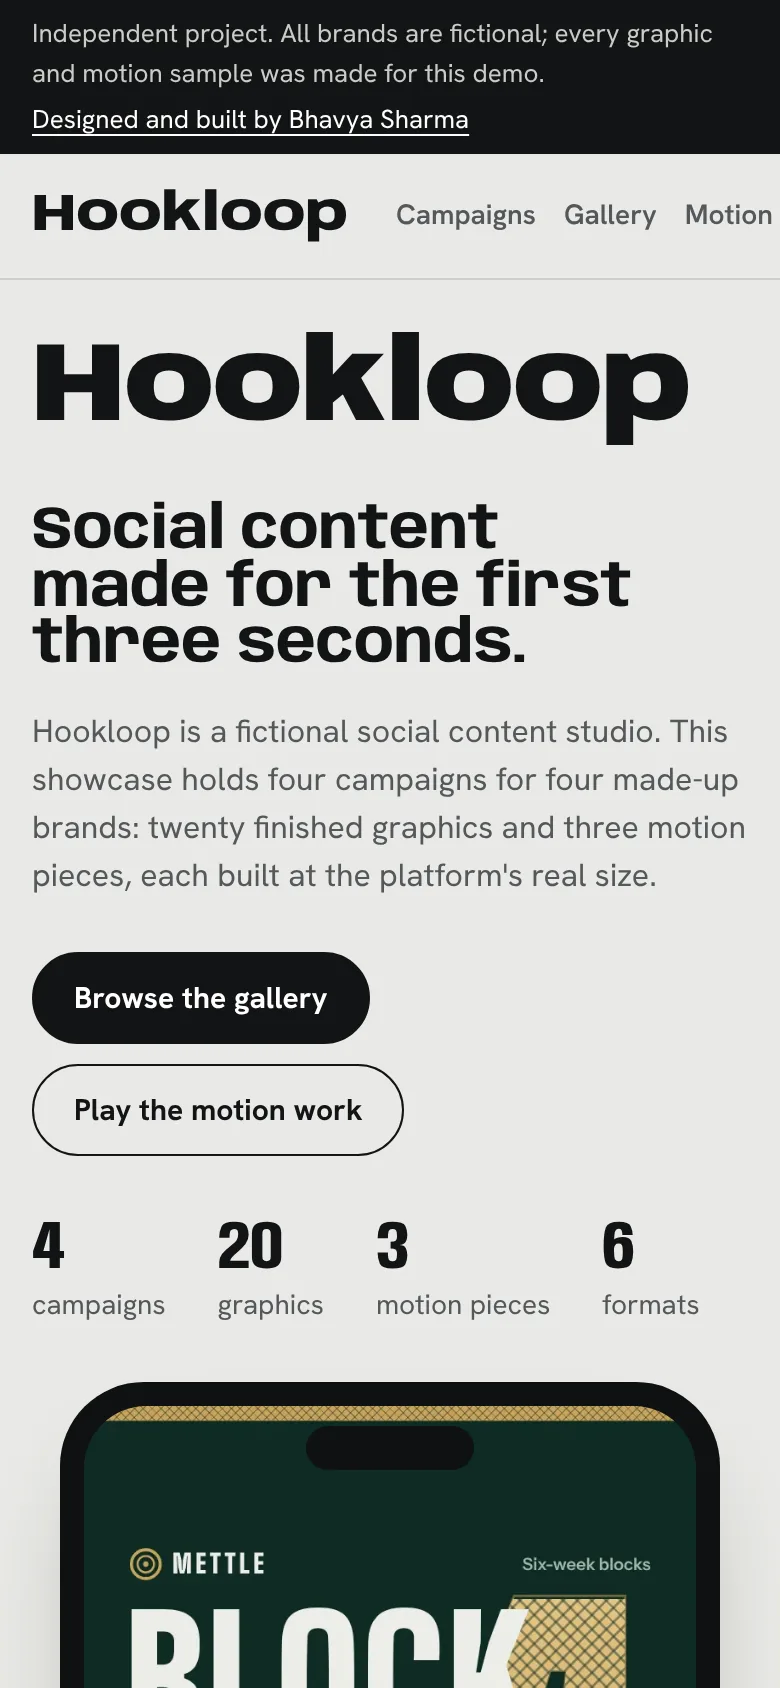 Independent project. All brands are fictional; every graphic
and motion sample was made for this demo.
Designed and built by Bhavya Sharma
Hookloop Campaigns Gallery Motion
Hookloop
Social content
made for the first
three seconds.
Hookloop is a fictional social content studio. This
showcase holds four campaigns for four made-up
brands: twenty finished graphics and three motion
pieces, each built at the platform's real size.
Browse the gallery
Play the motion work
4 20 3 6
campaigns graphics motion pieces formats
METTLE Six-week blocks
BLOCK